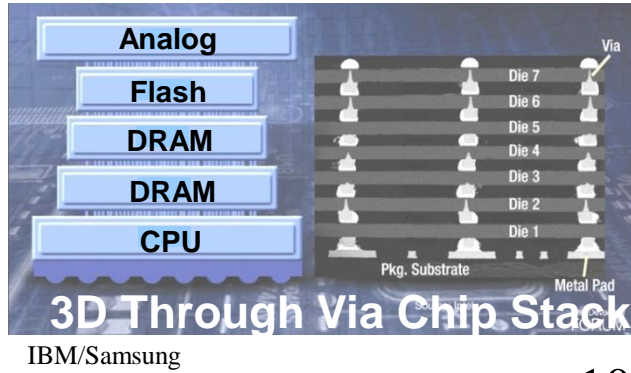 Analog
Flash
DRAM
DRAM
CPU
Via
Die 7
Die 6
Die 5
Die 4
Die 3
Die 2
Die 1
Pkg. Substrate
Metal Pad
3D Through Via Chip Stack
FORUM
IBM/Samsung